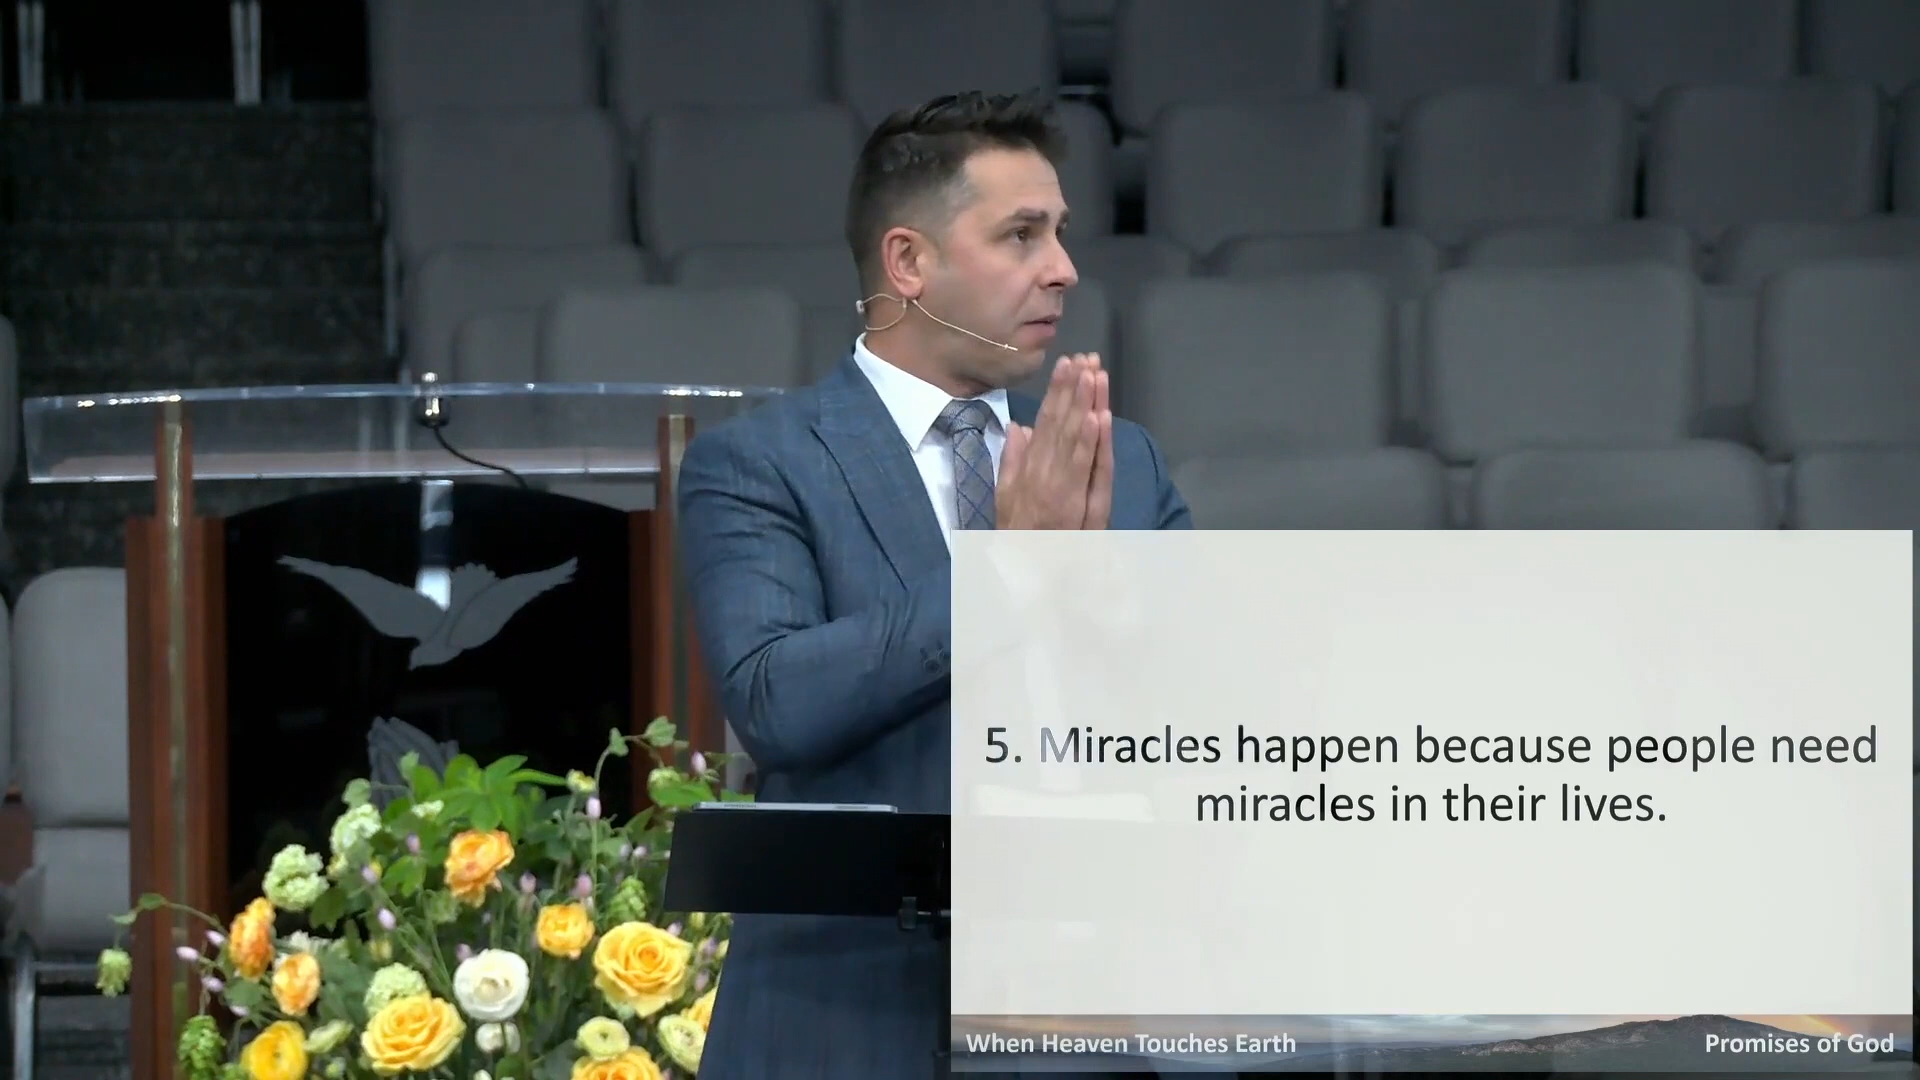 5. Miracles happen because people need
miracles in their lives.
When Heaven Touches Earth
Promises of God